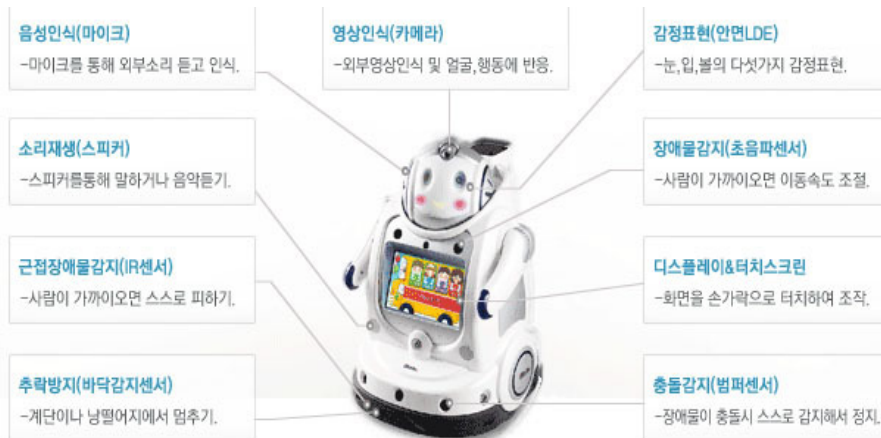 음성인식(마이크)
-마이크를 통해 외부소리 듣고 인식.
영상인식(카메라)
-외부영상인식 및 얼굴,행동에 반응.
감정표현(안면LDE)
-눈,입,볼의 다섯가지 감정표현.
소리재생(스피커)
-스피커를통해 말하거나 음악듣기.
장애물감지(초음파센서)
-사람이 가까이오면 이동속도 조절.
근접장애물감지(IR센서)
-사람이 가까이오면 스스로 피하기.
디스플레이&터치스크린
-화면을 손가락으로 터치하여 조작.
추락방지(바닥감지센서)
-계단이나 낭떨어지에서 멈추기.
충돌감지(범퍼센서)
-장애물이 충돌시 스스로 감지해서 정지.